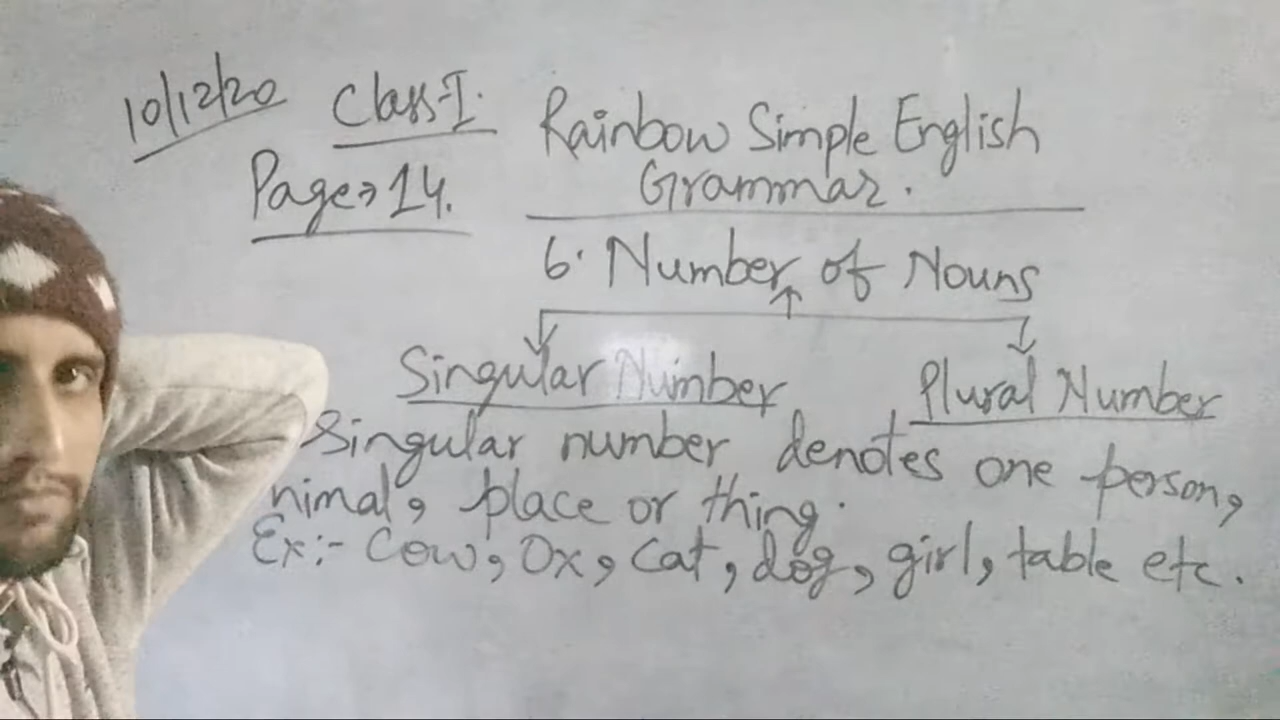 10/12/20 Class-I.
Page→14.
Rainbow Simple English
Grammar.
6. Number of Nouns
Singular Number Plural Number
Singular number denotes one person,
nimal, place or thing.
Ex:- Cow, Ox, Cat, dog, girl, table etc.